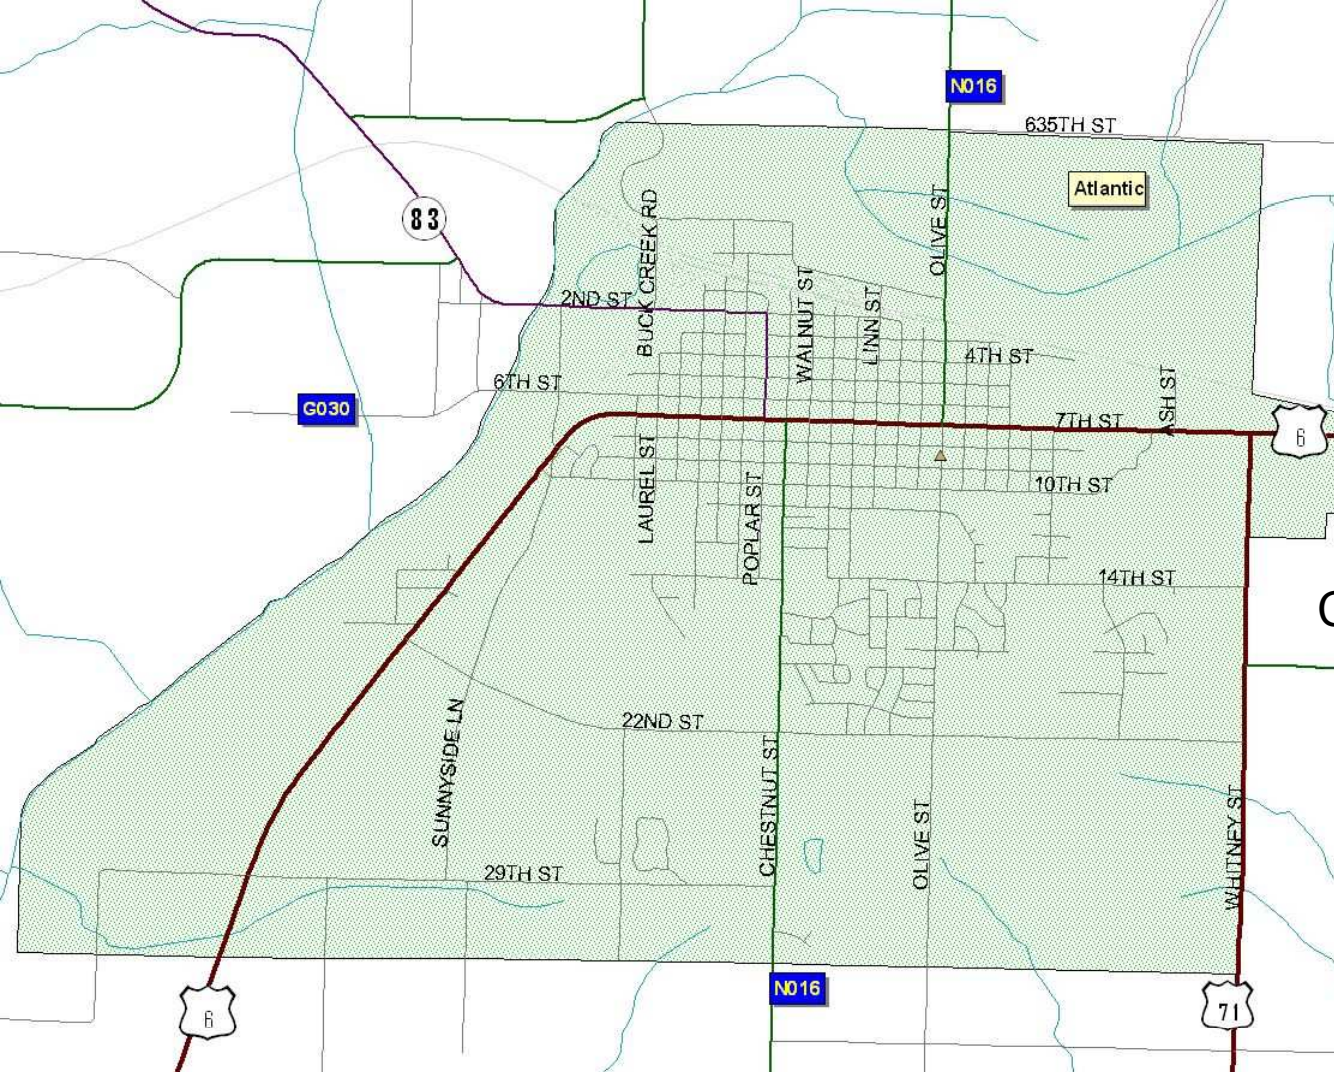 N016
635TH ST
Atlantic
83
BUCK CREEK RD
OLIVE ST
2ND ST
WALNUT ST
LINN ST
4TH ST
6TH ST
ASH ST
G030
7TH ST
6
LAUREL ST
POPLAR ST
10TH ST
14TH ST
22ND ST
SUNNYSIDE LN
CHESTNUT ST
OLIVE ST
WHITNEY ST
29TH ST
N016
6
71